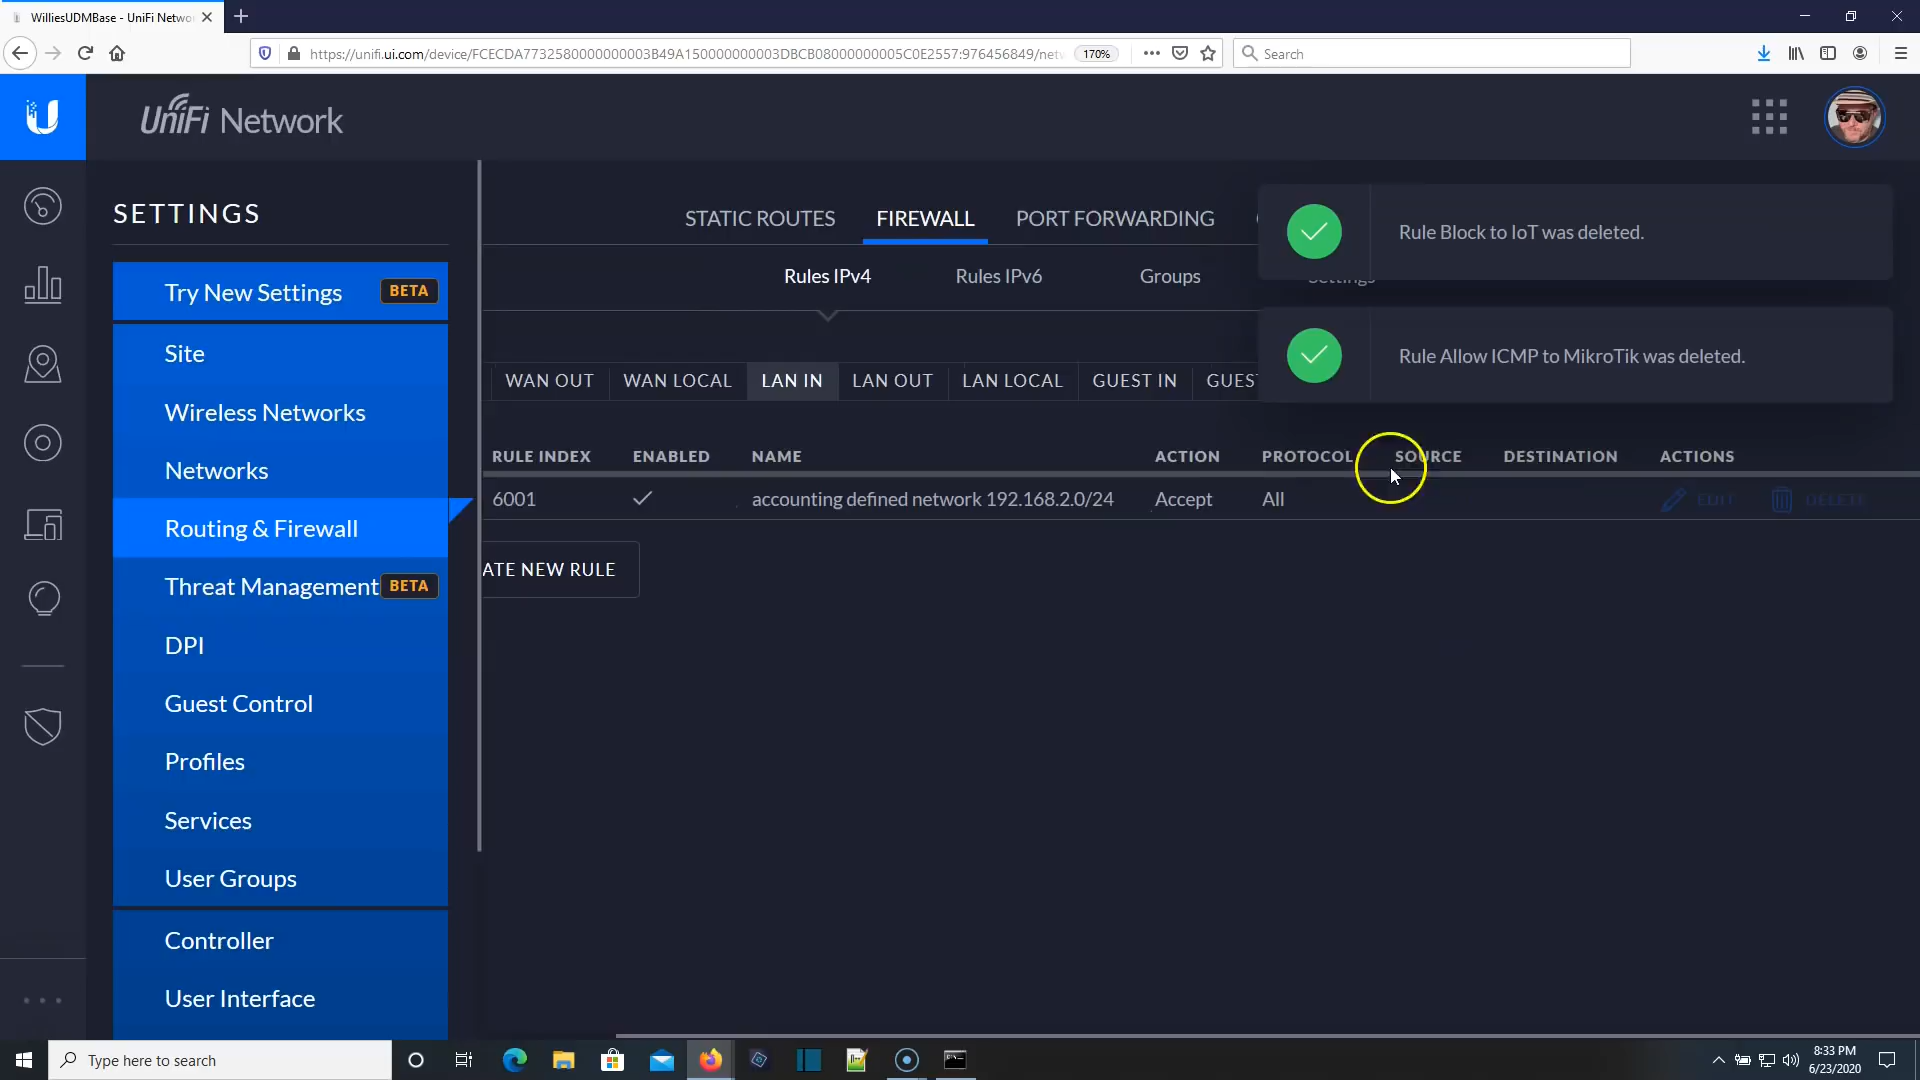 WilliesUDMBase - UniFi Netwo
https://unifi.ui.com/device/FCECDA7732580000000003B49A150000000003DBCB08000000005C0E2557:976456849/net
170%
Search
UniFi Network
SETTINGS
Try New Settings BETA
Site
Wireless Networks
Networks
Routing & Firewall
Threat Management BETA
DPI
Guest Control
Profiles
Services
User Groups
Controller
User Interface
STATIC ROUTES FIREWALL PORT FORWARDING
Rules IPv4 Rules IPv6 Groups Settings
Rule Block to IoT was deleted.
Rule Allow ICMP to MikroTik was deleted.
WAN OUT WAN LOCAL LAN IN LAN OUT LAN LOCAL GUEST IN GUEST
RULE INDEX ENABLED NAME ACTION PROTOCOL SOURCE DESTINATION ACTIONS
6001 accounting defined network 192.168.2.0/24 Accept All EDIT DELETE
ATE NEW RULE
Type here to search
8:33 PM
6/23/2020